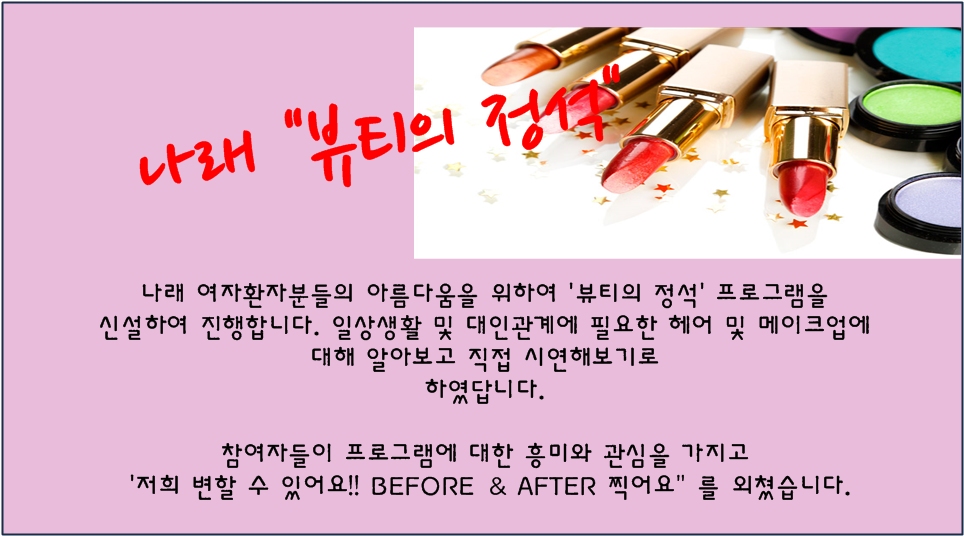 나래 "뷰티의 정석"
나래 여자환자분들의 아름다움을 위하여 '뷰티의 정석' 프로그램을
신설하여 진행합니다. 일상생활 및 대인관계에 필요한 헤어 및 메이크업에
대해 알아보고 직접 시연해보기로
하였답니다.
참여자들이 프로그램에 대한 흥미와 관심을 가지고
'저희 변할 수 있어요!! BEFORE & AFTER 찍어요" 를 외쳤습니다.